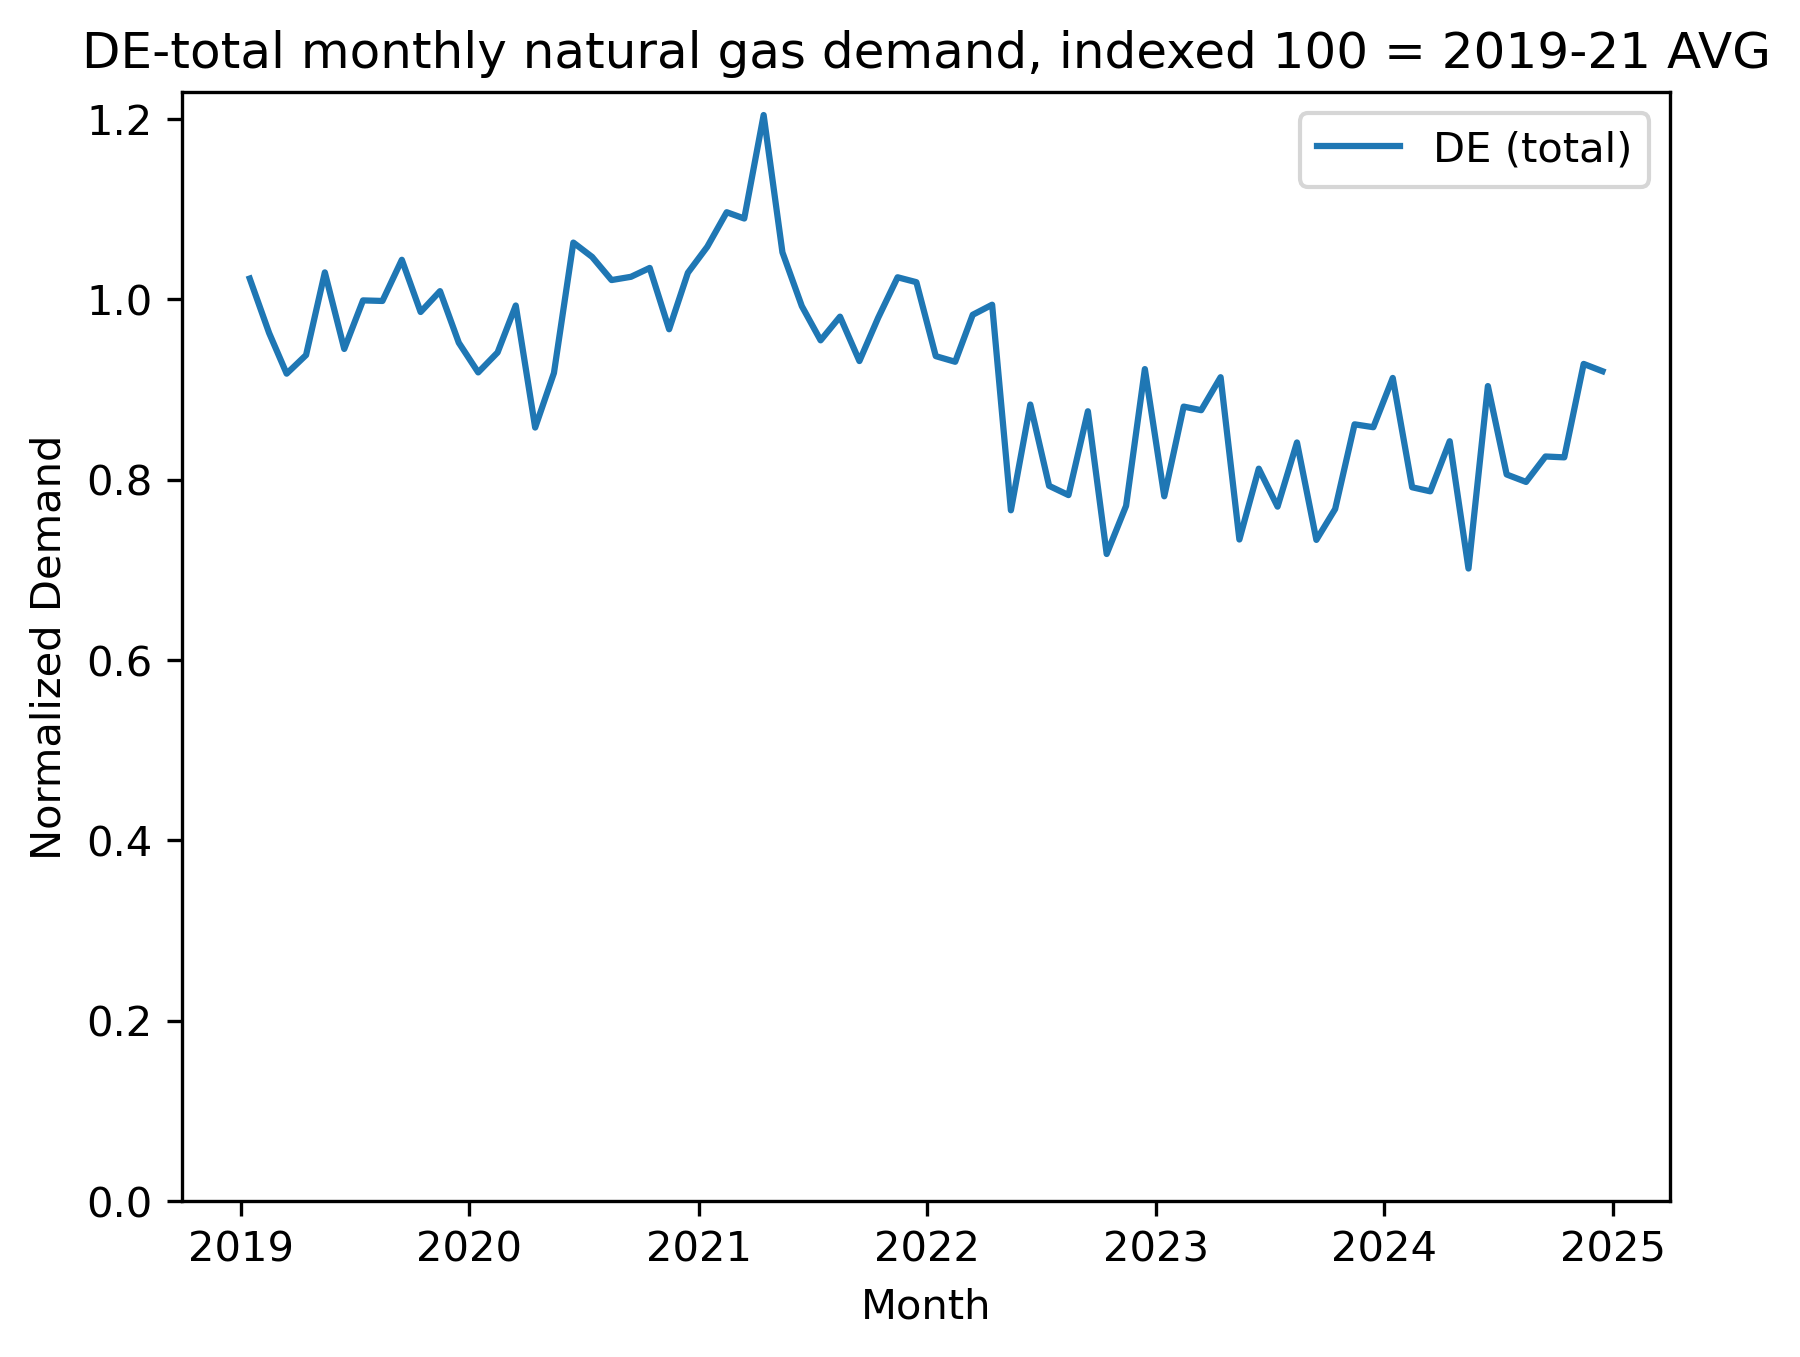 DE-total monthly natural gas demand, indexed 100 = 2019-21 AVG
DE (total)
Normalized Demand
1.2
1.0
0.8
0.6
0.4
0.2
0.0
2019 2020 2021 2022 2023 2024 2025
Month